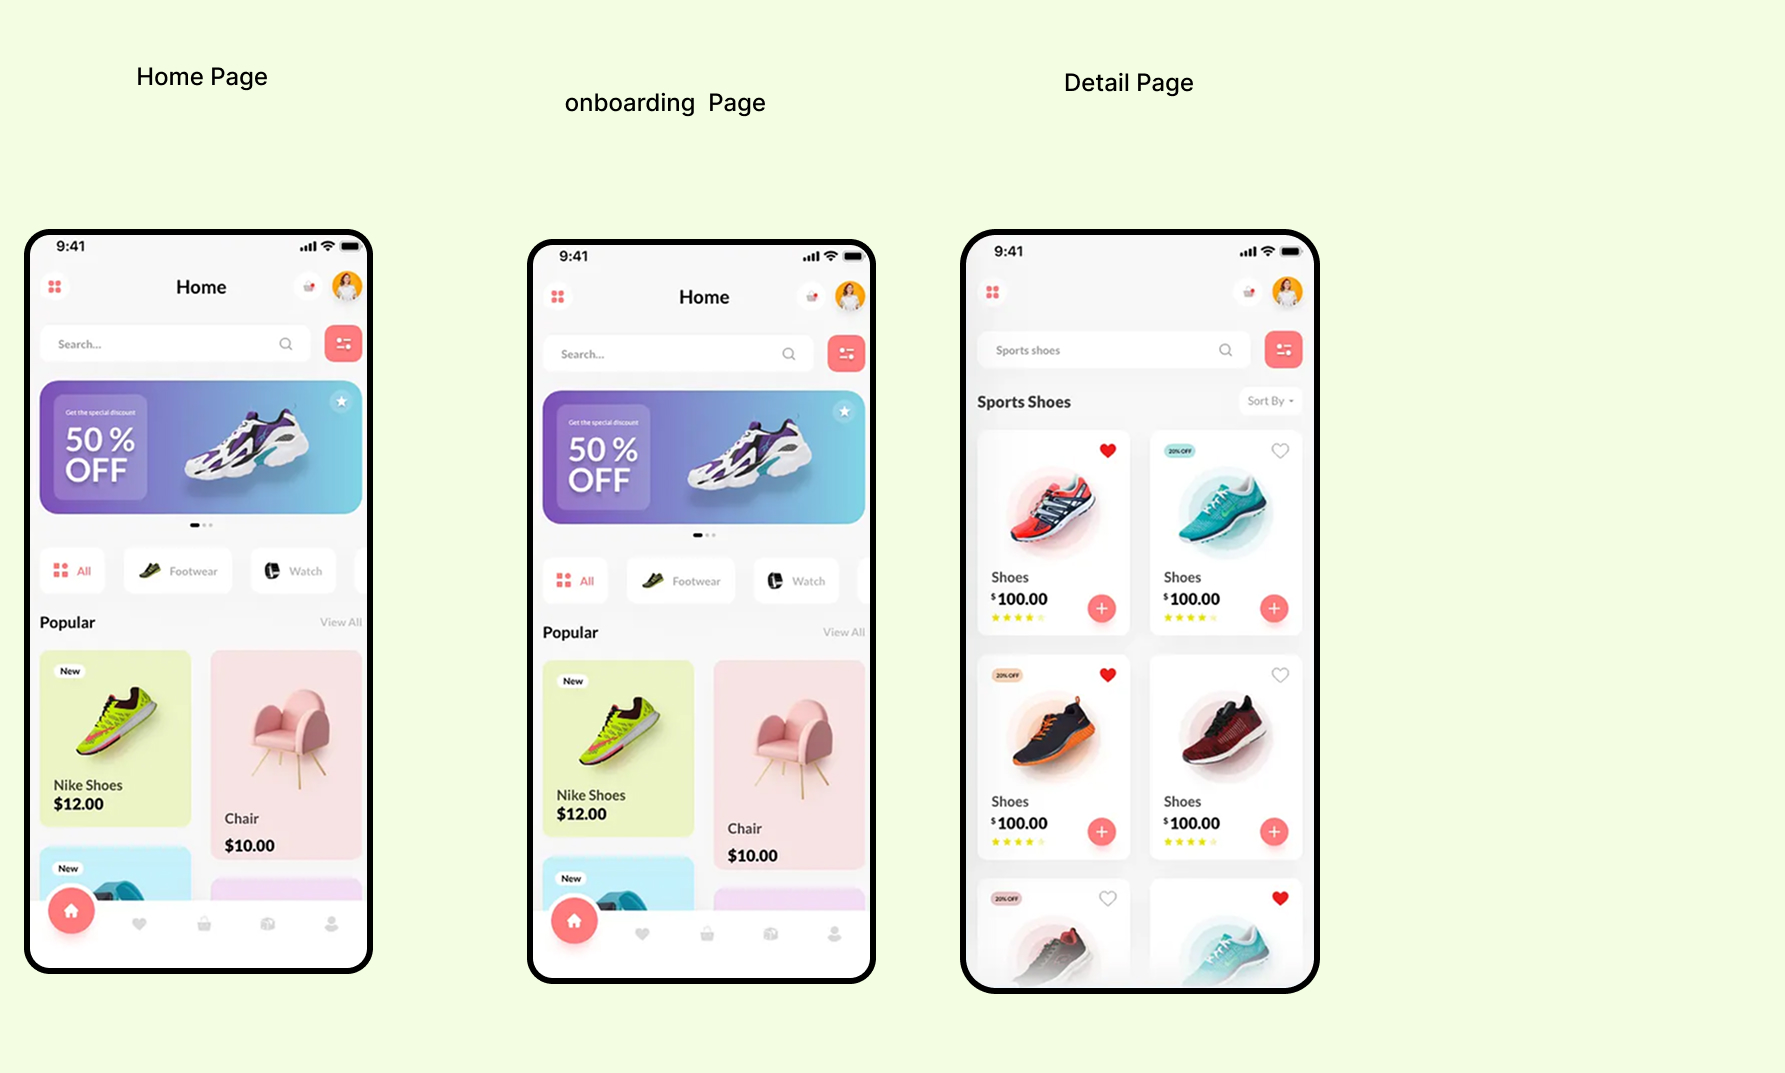 Home Page
onboarding  Page
Detail Page
9:41
Home
Search...
Get the special discount
50 %
OFF
All
Footwear
Watch
Popular
View All
New
Nike Shoes
$12.00
Chair
$10.00
New
9:41
Home
Search...
Get the special discount
50 %
OFF
All
Footwear
Watch
Popular
View All
New
Nike Shoes
$12.00
Chair
$10.00
New
9:41
Sports shoes
Sports Shoes
Sort By
20% OFF
Shoes
$100.00
Shoes
$100.00
20% OFF
Shoes
$100.00
Shoes
$100.00
20% OFF